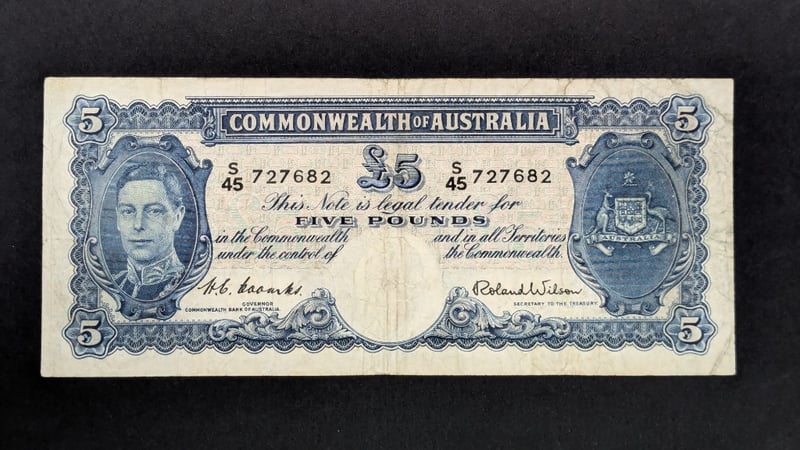 5 5
COMMONWEALTH OF AUSTRALIA
S/45 727682 £5 S/45 727682
This Note is legal tender for
FIVE POUNDS
in the Commonwealth and in all Territories
under the control of the Commonwealth.
AUSTRALIA
H.C. Coombs. Roland Wilson
GOVERNOR SECRETARY TO THE TREASURY
COMMONWEALTH BANK OF AUSTRALIA.
5 5